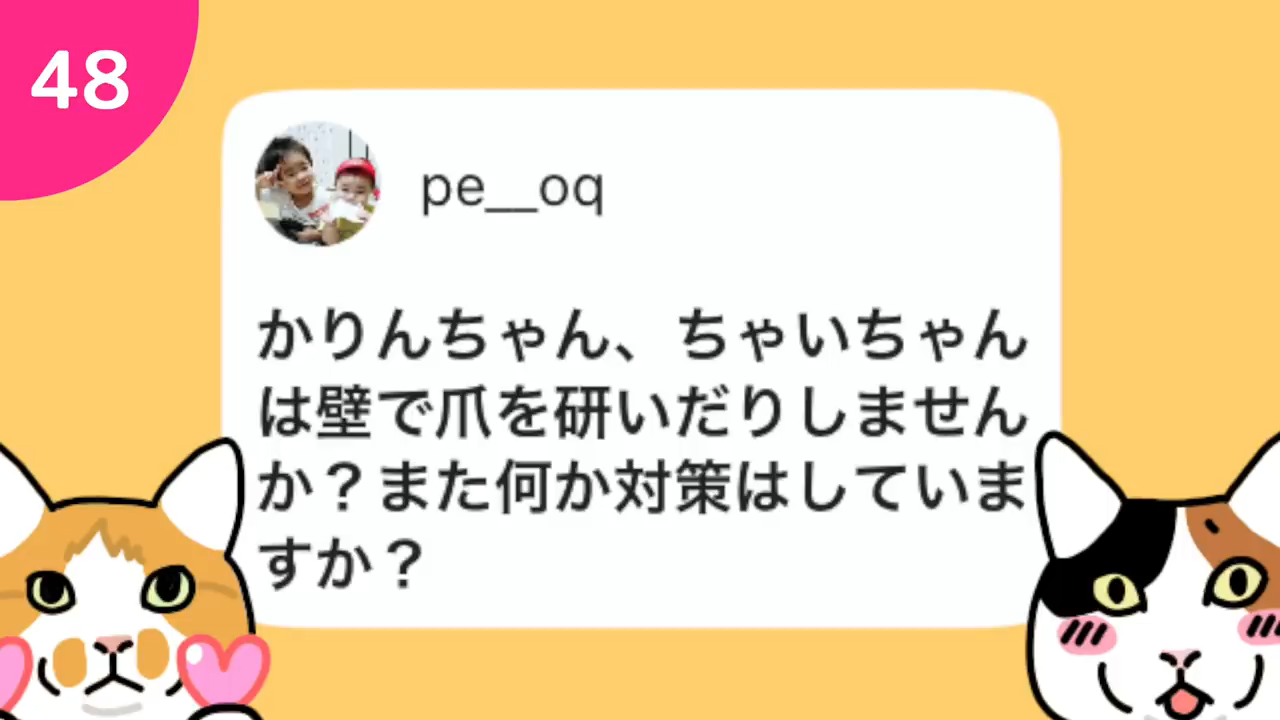 48
pe__oq
かりんちゃん、ちゃいちゃん
は壁で爪を研いだりしません
か？また何か対策はしていま
すか？